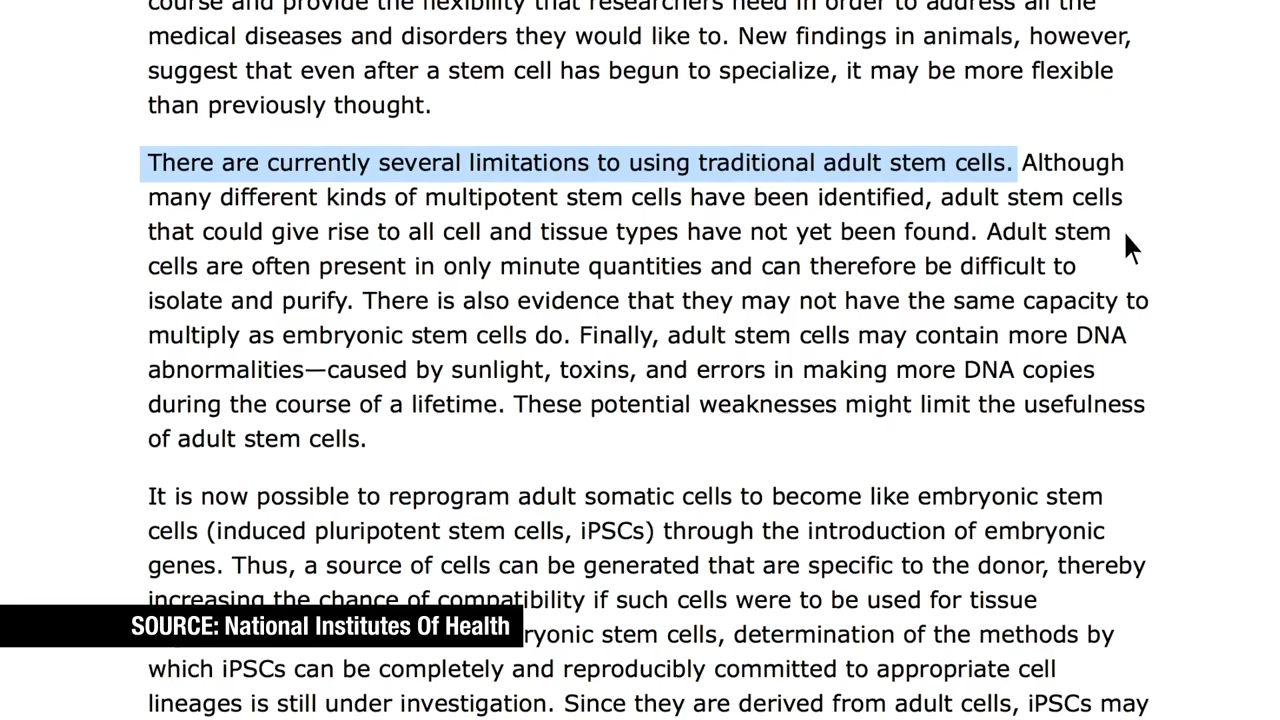 course and provide the flexibility that researchers need in order to address all the
medical diseases and disorders they would like to. New findings in animals, however,
suggest that even after a stem cell has begun to specialize, it may be more flexible
than previously thought.
There are currently several limitations to using traditional adult stem cells. Although
many different kinds of multipotent stem cells have been identified, adult stem cells
that could give rise to all cell and tissue types have not yet been found. Adult stem
cells are often present in only minute quantities and can therefore be difficult to
isolate and purify. There is also evidence that they may not have the same capacity to
multiply as embryonic stem cells do. Finally, adult stem cells may contain more DNA
abnormalities—caused by sunlight, toxins, and errors in making more DNA copies
during the course of a lifetime. These potential weaknesses might limit the usefulness
of adult stem cells.
It is now possible to reprogram adult somatic cells to become like embryonic stem
cells (induced pluripotent stem cells, iPSCs) through the introduction of embryonic
genes. Thus, a source of cells can be generated that are specific to the donor, thereby
increasing the chance of compatibility if such cells were to be used for tissue
SOURCE: National Institutes Of Health
stem cells, determination of the methods by
which iPSCs can be completely and reproducibly committed to appropriate cell
lineages is still under investigation. Since they are derived from adult cells, iPSCs may